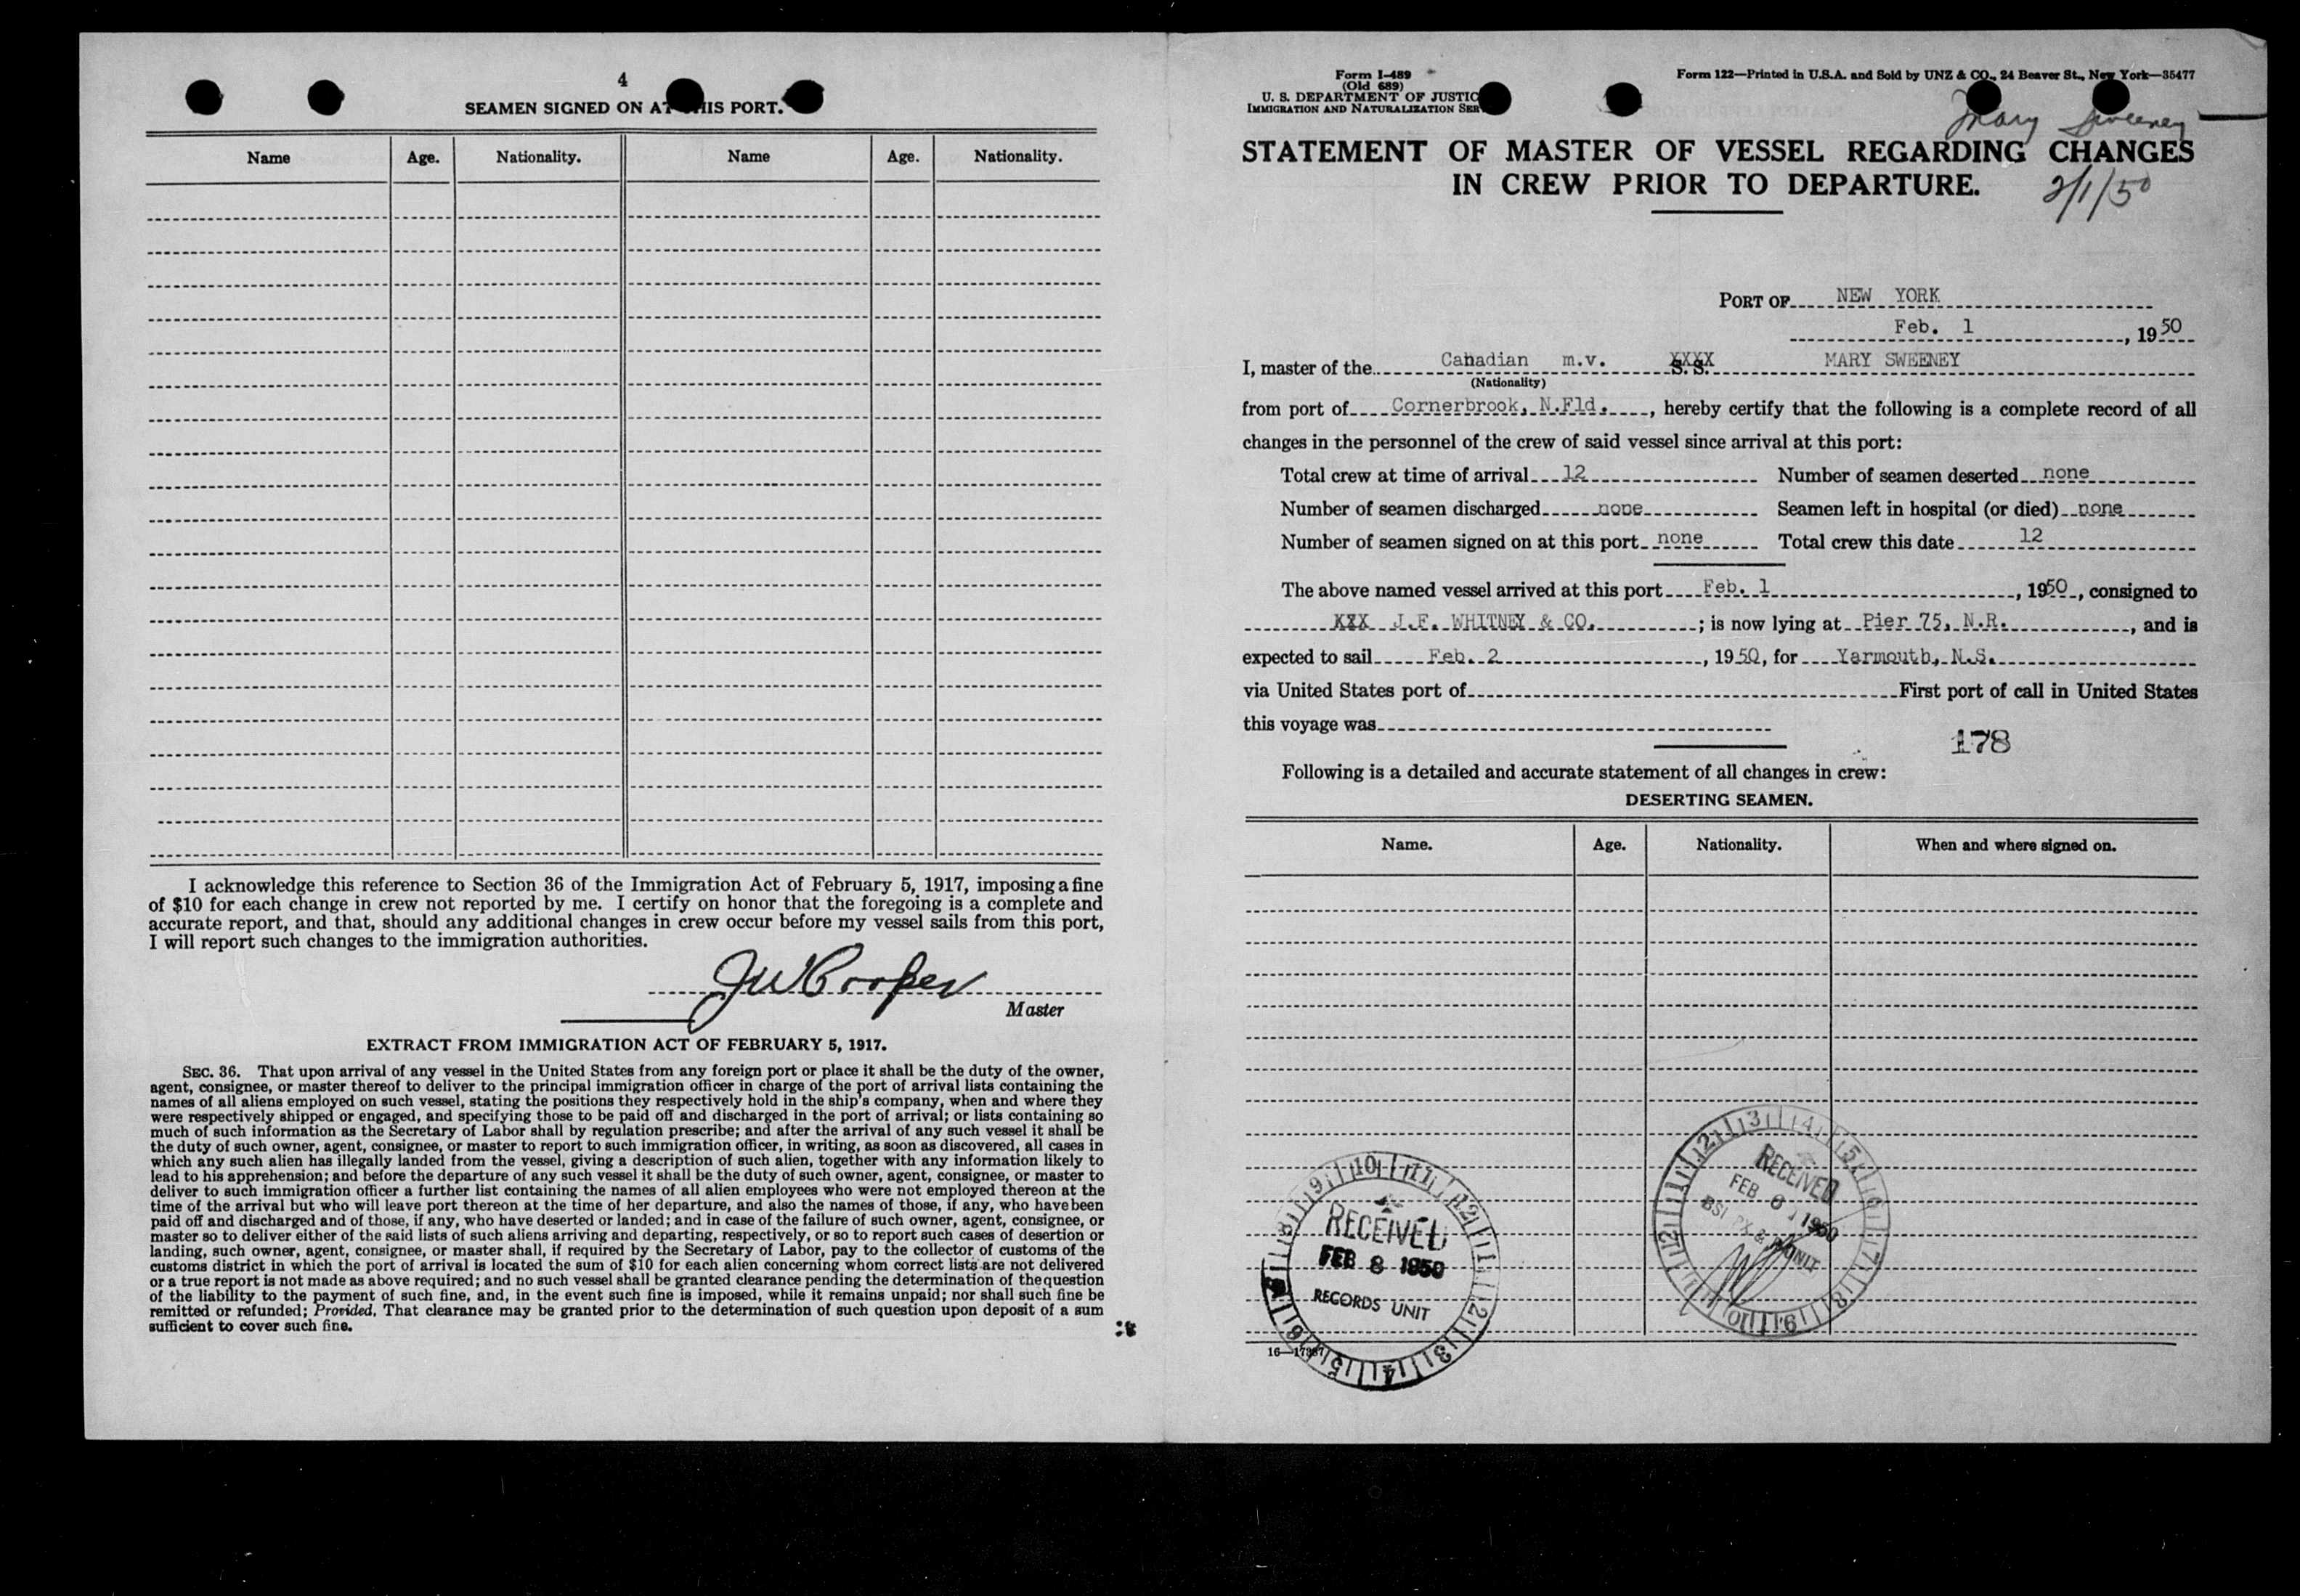 4
SEAMEN SIGNED ON AT THIS PORT.
Name Age. Nationality. Name Age. Nationality.
I acknowledge this reference to Section 36 of the Immigration Act of February 5, 1917, imposing a fine
of $10 for each change in crew not reported by me. I certify on honor that the foregoing is a complete and
accurate report, and that, should any additional changes in crew occur before my vessel sails from this port,
I will report such changes to the immigration authorities.
JW Cooper
Master
EXTRACT FROM IMMIGRATION ACT OF FEBRUARY 5, 1917.
SEC. 36. That upon arrival of any vessel in the United States from any foreign port or place it shall be the duty of the owner,
agent, consignee, or master thereof to deliver to the principal immigration officer in charge of the port of arrival lists containing the
names of all aliens employed on such vessel, stating the positions they respectively hold in the ship's company, when and where they
were respectively shipped or engaged, and specifying those to be paid off and discharged in the port of arrival; or lists containing so
much of such information as the Secretary of Labor shall by regulation prescribe; and after the arrival of any such vessel it shall be
the duty of such owner, agent, consignee, or master to report to such immigration officer, in writing, as soon as discovered, all cases in
which any such alien has illegally landed from the vessel, giving a description of such alien, together with any information likely to
lead to his apprehension; and before the departure of any such vessel it shall be the duty of such owner, agent, consignee, or master to
deliver to such immigration officer a further list containing the names of all alien employees who were not employed thereon at the
time of the arrival but who will leave port thereon at the time of her departure, and also the names of those, if any, who have been
paid off and discharged and of those, if any, who have deserted or landed; and in case of the failure of such owner, agent, consignee, or
master so to deliver either of the said lists of such aliens arriving and departing, respectively, or so to report such cases of desertion or
landing, such owner, agent, consignee, or master shall, if required by the Secretary of Labor, pay to the collector of customs of the
customs district in which the port of arrival is located the sum of $10 for each alien concerning whom correct lists are not delivered
or a true report is not made as above required; and no such vessel shall be granted clearance pending the determination of the question
of the liability to the payment of such fine, and, in the event such fine is imposed, while it remains unpaid; nor shall such fine be
remitted or refunded; Provided, That clearance may be granted prior to the determination of such question upon deposit of a sum
sufficient to cover such fine.
Form I-489
(Old 689)
U. S. DEPARTMENT OF JUSTIC
IMMIGRATION AND NATURALIZATION SER
Form 122—Printed in U.S.A. and Sold by UNZ & CO., 24 Beaver St., New York—35477
Mary Sweeney
STATEMENT OF MASTER OF VESSEL REGARDING CHANGES
IN CREW PRIOR TO DEPARTURE.
2/1/50
PORT OF NEW YORK
Feb. 1, 1950
I, master of the Canadian m.v. XXXX S.S. MARY SWEENEY
(Nationality)
from port of Cornerbrook, N.Fld., hereby certify that the following is a complete record of all
changes in the personnel of the crew of said vessel since arrival at this port:
Total crew at time of arrival 12 Number of seamen deserted none
Number of seamen discharged none Seamen left in hospital (or died) none
Number of seamen signed on at this port none Total crew this date 12
The above named vessel arrived at this port Feb. 1, 1950, consigned to
XXX J.F. WHITNEY & CO.; is now lying at Pier 75, N.R., and is
expected to sail Feb. 2, 1950, for Yarmouth, N.S.
via United States port of First port of call in United States
this voyage was
178
Following is a detailed and accurate statement of all changes in crew:
DESERTING SEAMEN.
Name. Age. Nationality. When and where signed on.
RECEIVED
FEB 8 1950
RECORDS UNIT
RECEIVED
FEB 6 1950
BSI UNIT
16—17387